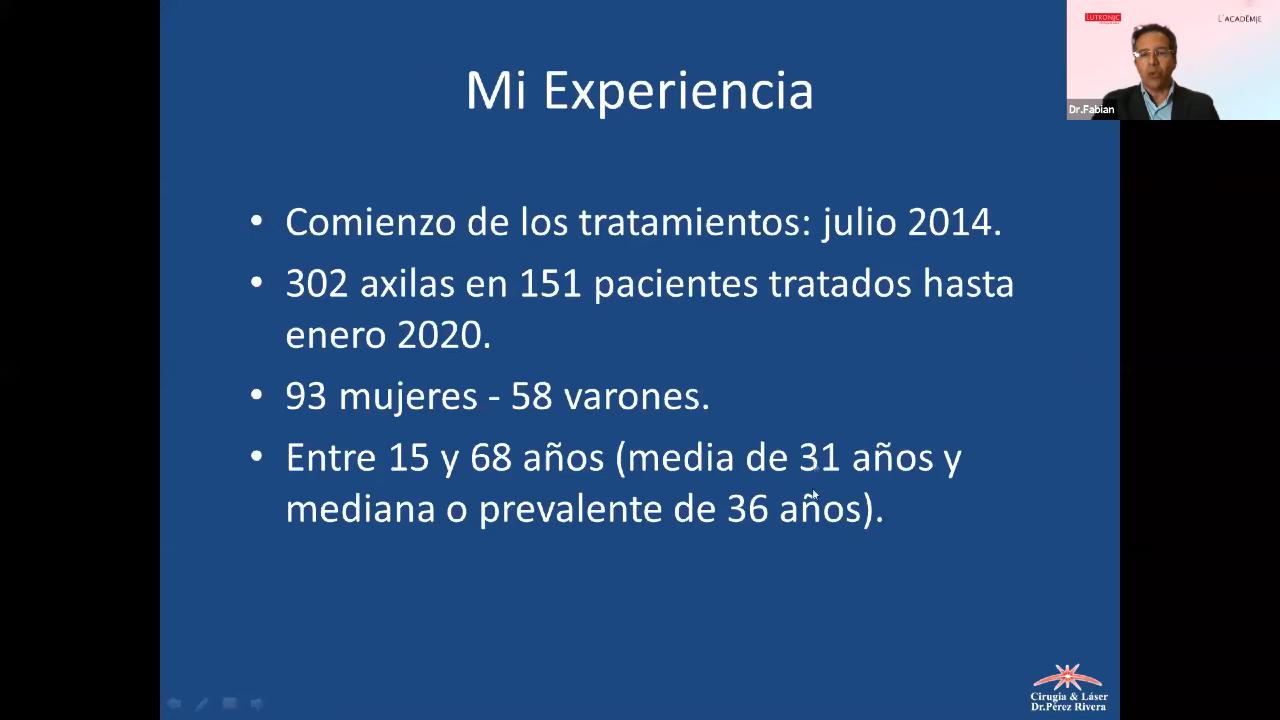 Mi Experiencia
• Comienzo de los tratamientos: julio 2014.
• 302 axilas en 151 pacientes tratados hasta
enero 2020.
• 93 mujeres - 58 varones.
• Entre 15 y 68 años (media de 31 años y
mediana o prevalente de 36 años).
LUTRONIC
L'ACADÉMIE
Dr.Fabian
Cirugía & Láser
Dr.Pérez Rivera